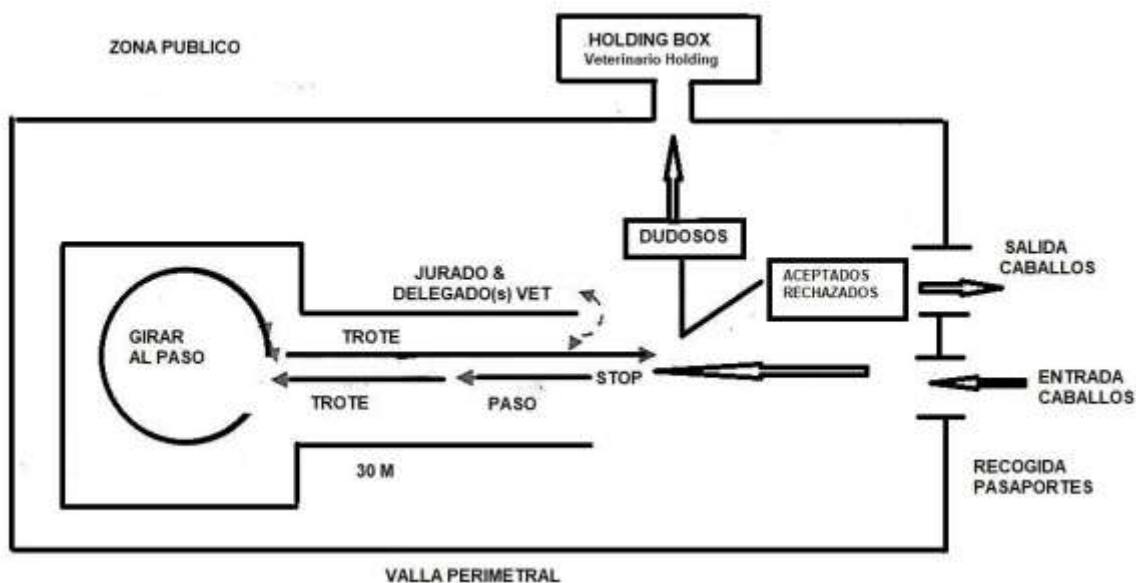 ZONA PUBLICO
HOLDING BOX
Veterinario Holding
DUDOSOS
ACEPTADOS
RECHAZADOS
SALIDA
CABALLOS
JURADO &
DELEGADO(s) VET
GIRAR
AL PASO
TROTE
STOP
TROTE
PASO
ENTRADA
CABALLOS
30 M
RECOGIDA
PASAPORTES
VALLA PERIMETRAL